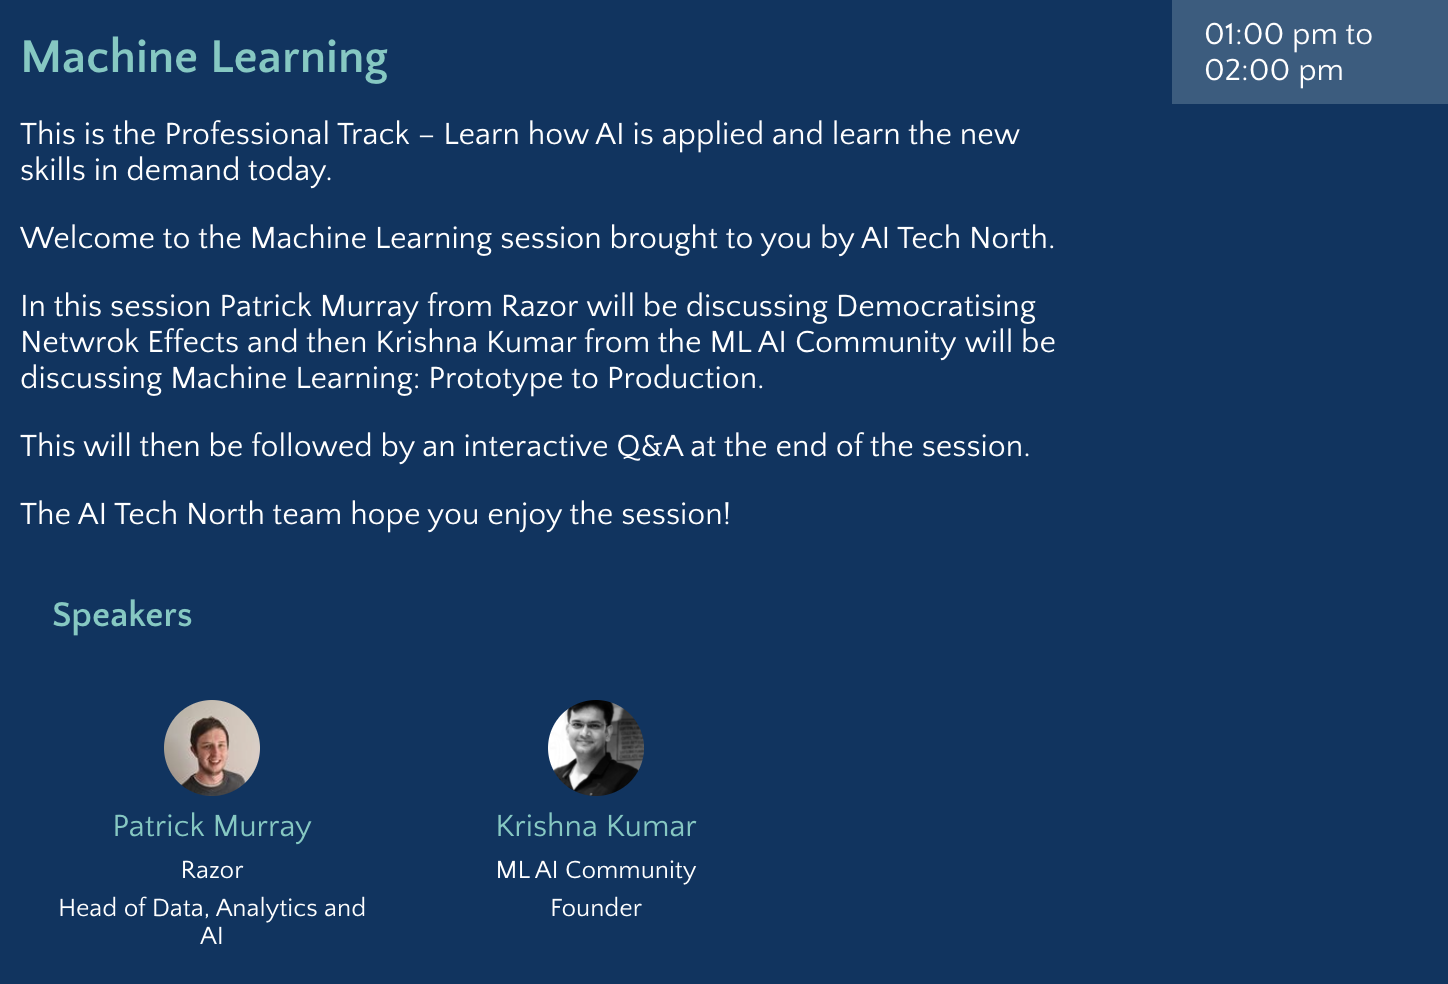 Machine Learning
01:00 pm to
02:00 pm
This is the Professional Track – Learn how AI is applied and learn the new
skills in demand today.
Welcome to the Machine Learning session brought to you by AI Tech North.
In this session Patrick Murray from Razor will be discussing Democratising
Netwrok Effects and then Krishna Kumar from the ML AI Community will be
discussing Machine Learning: Prototype to Production.
This will then be followed by an interactive Q&A at the end of the session.
The AI Tech North team hope you enjoy the session!
Speakers
Patrick Murray
Razor
Head of Data, Analytics and
AI
Krishna Kumar
ML AI Community
Founder